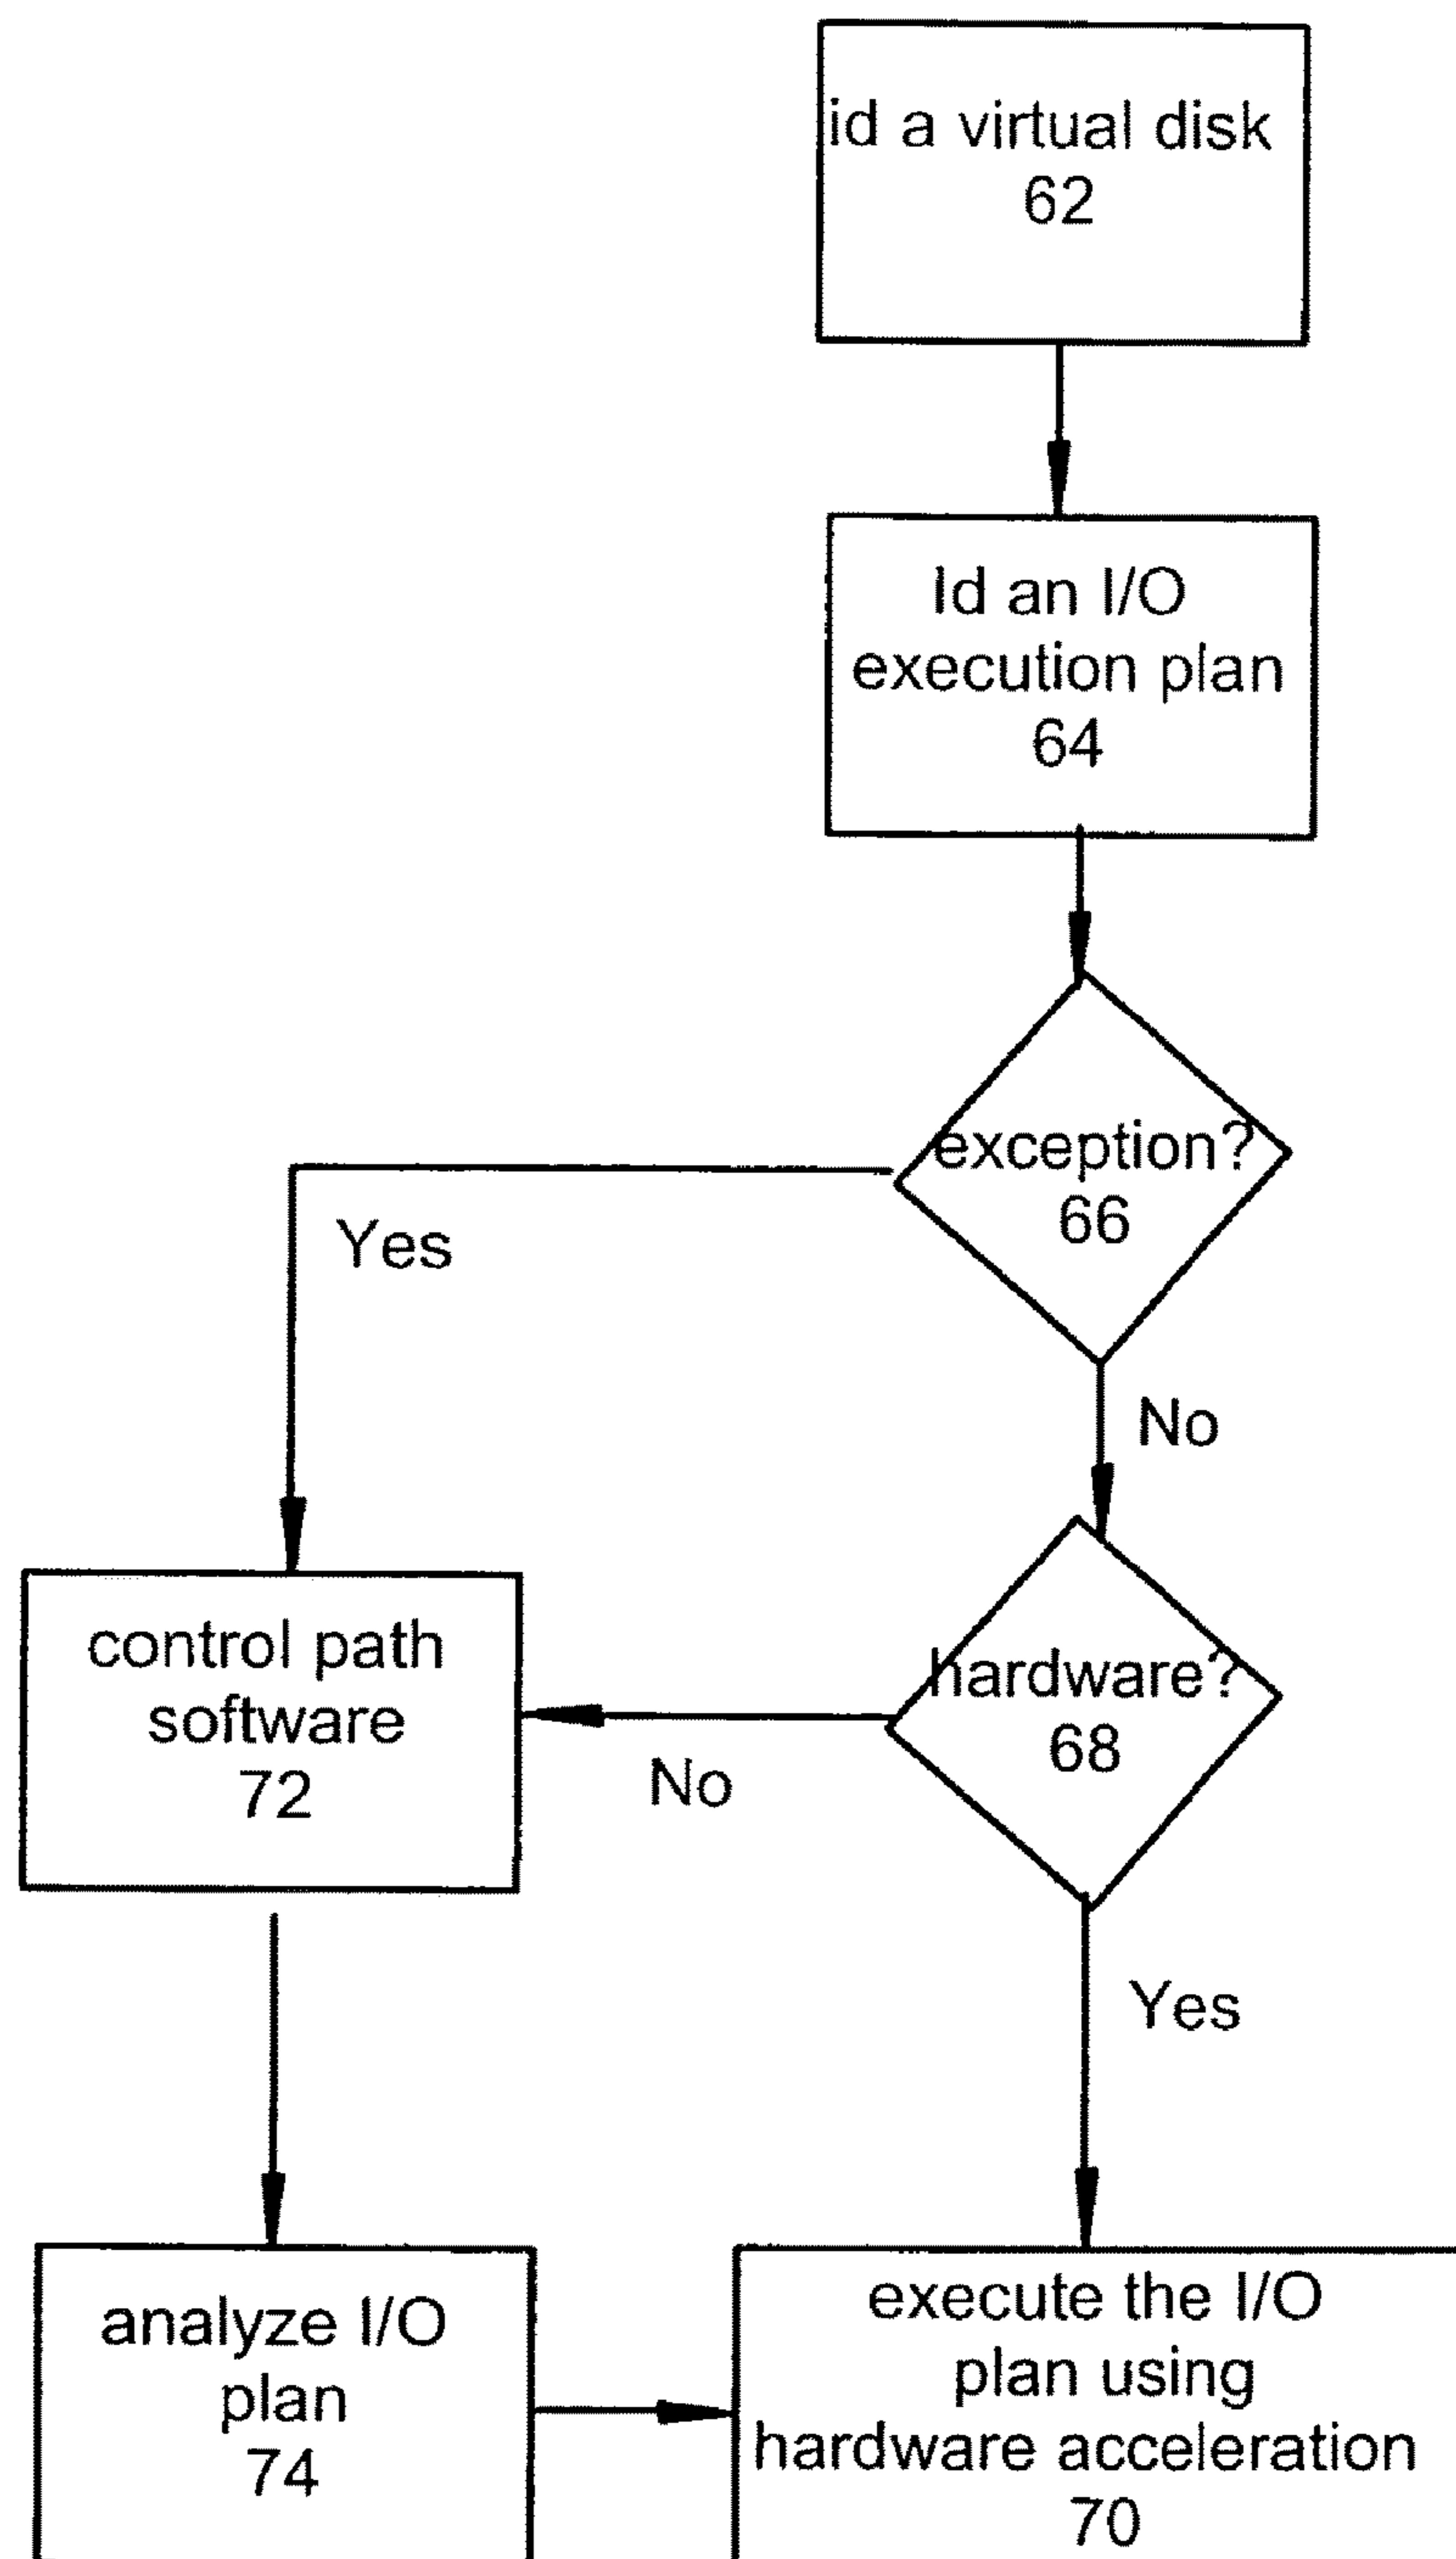 id a virtual disk
62
Id an I/O
execution plan
64
exception?
66
Yes
No
hardware?
68
control path
software
72
No
Yes
analyze I/O
plan
74
execute the I/O
plan using
hardware acceleration
70